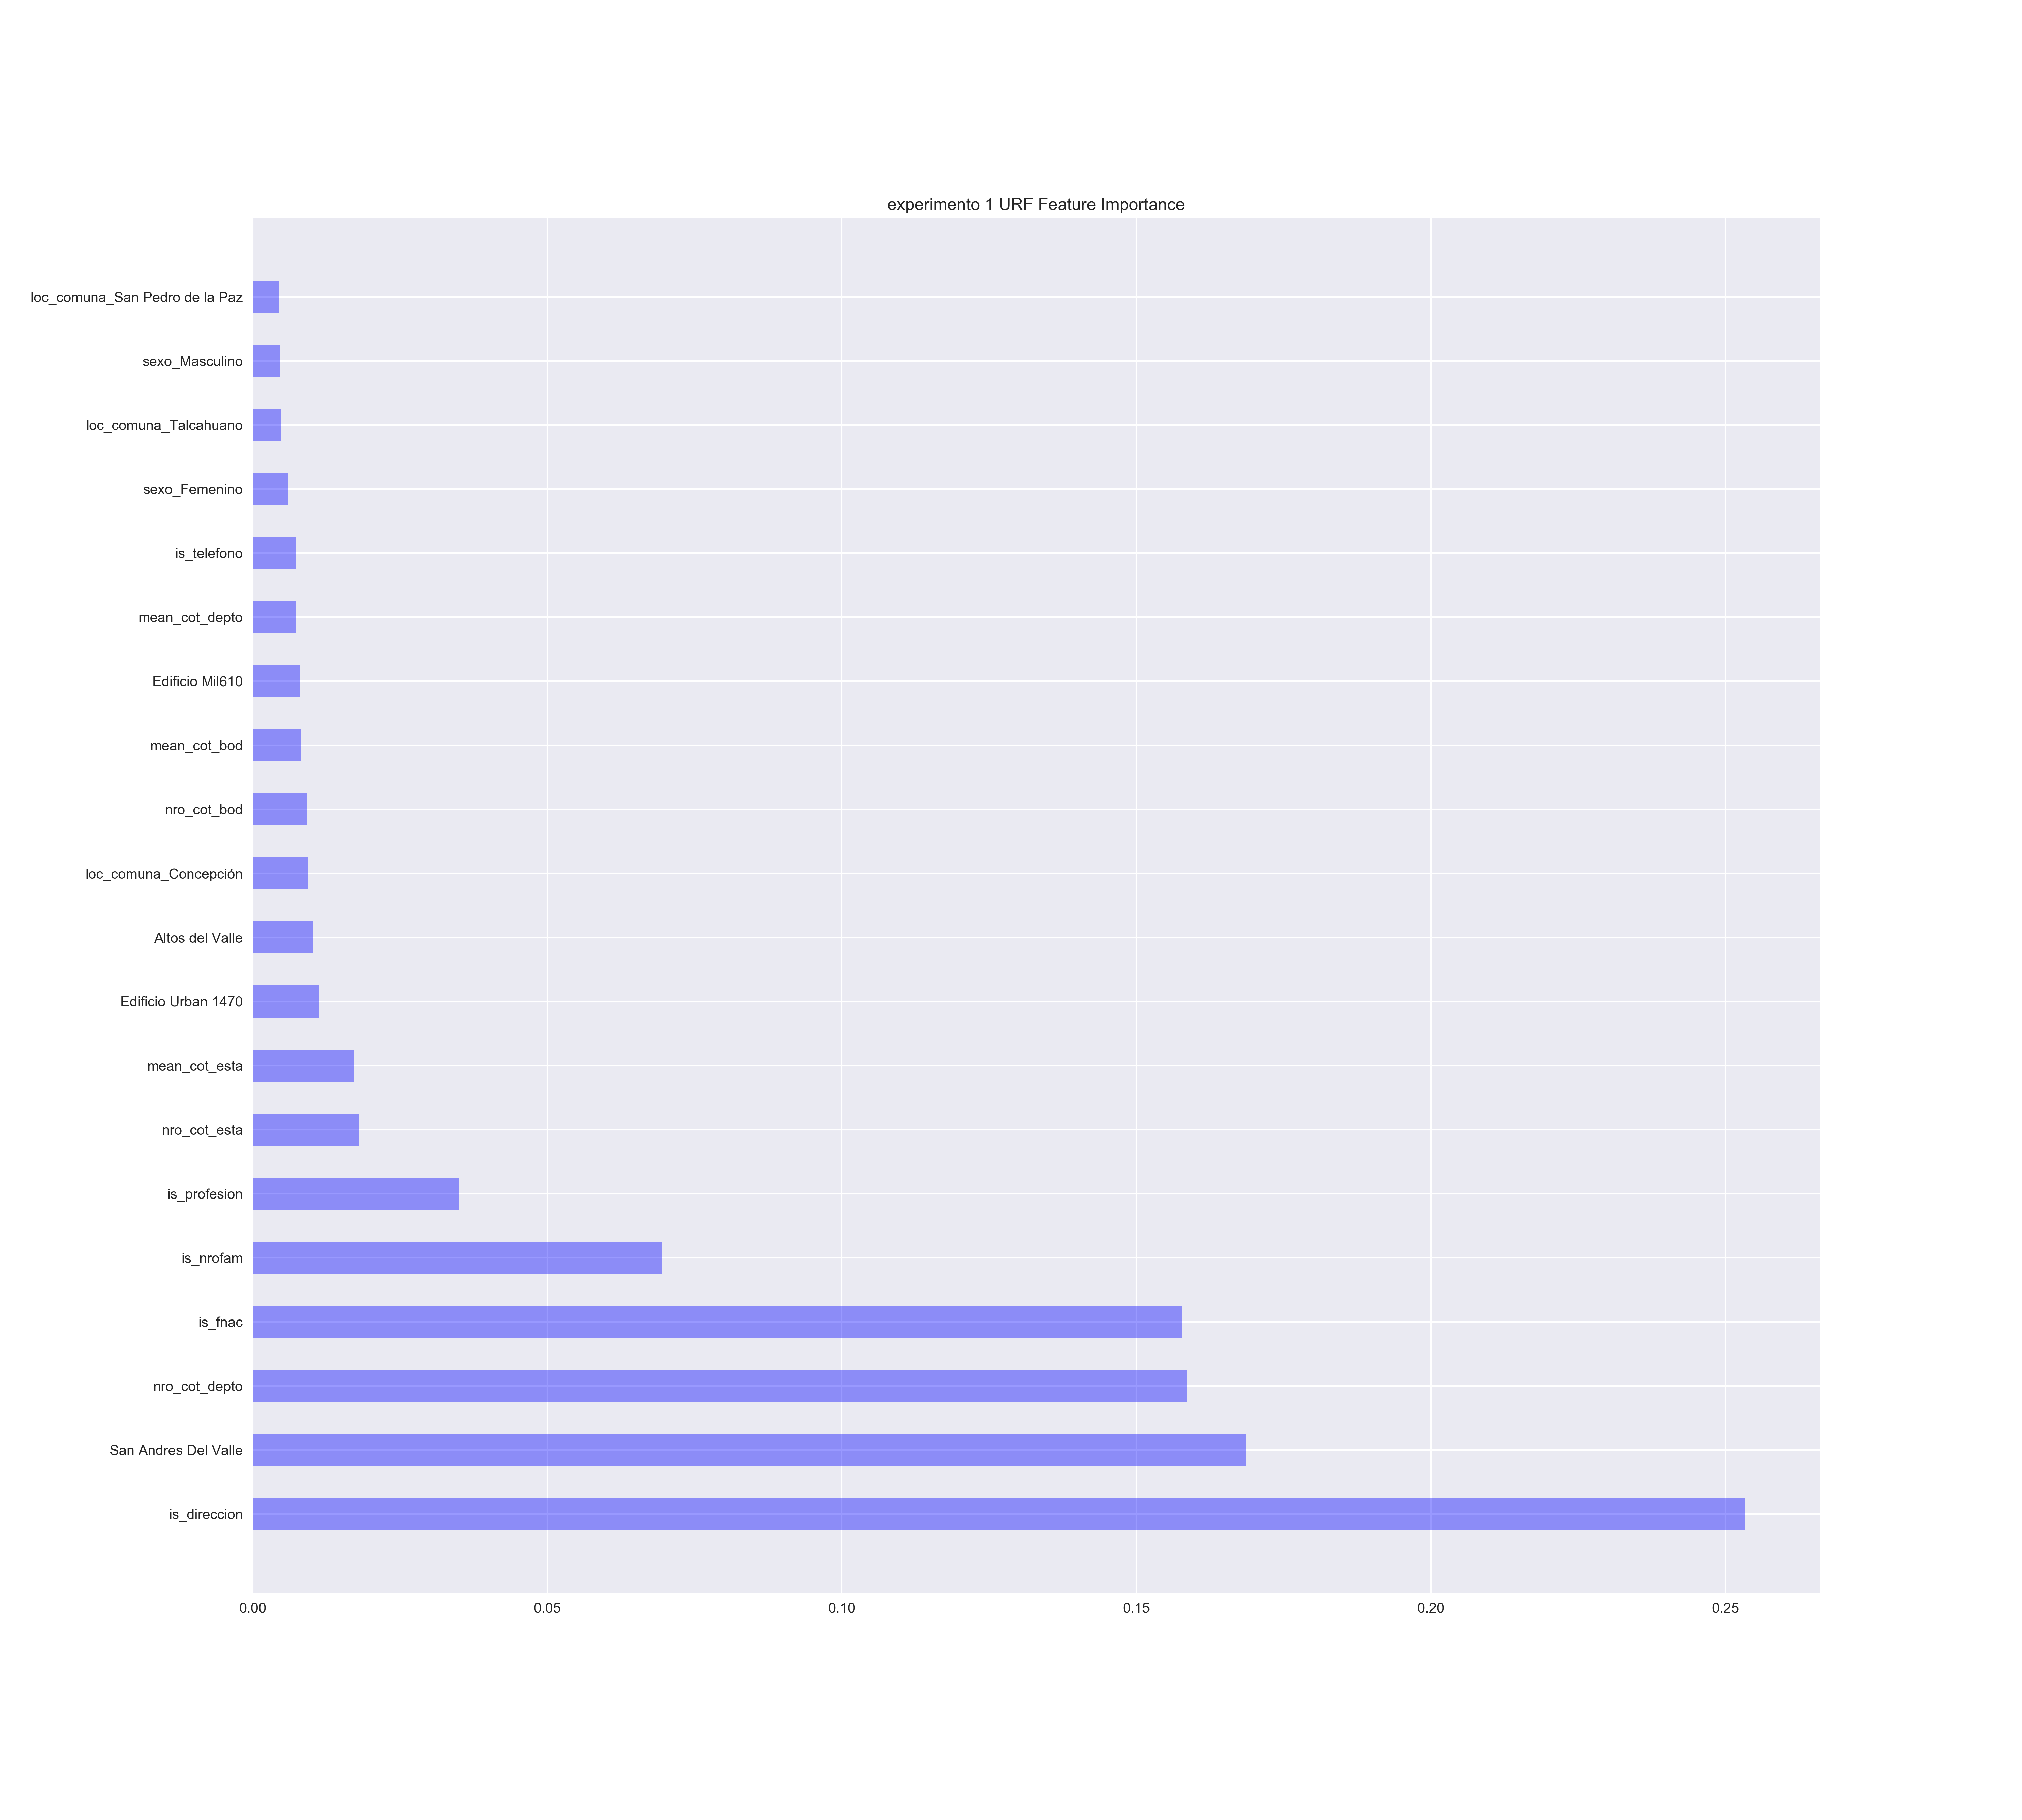 experimento 1 URF Feature Importance
loc_comuna_San Pedro de la Paz
sexo_Masculino
loc_comuna_Talcahuano
sexo_Femenino
is_telefono
mean_cot_depto
Edificio Mil610
mean_cot_bod
nro_cot_bod
loc_comuna_Concepción
Altos del Valle
Edificio Urban 1470
mean_cot_esta
nro_cot_esta
is_profesion
is_nrofam
is_fnac
nro_cot_depto
San Andres Del Valle
is_direccion
0.00 0.05 0.10 0.15 0.20 0.25